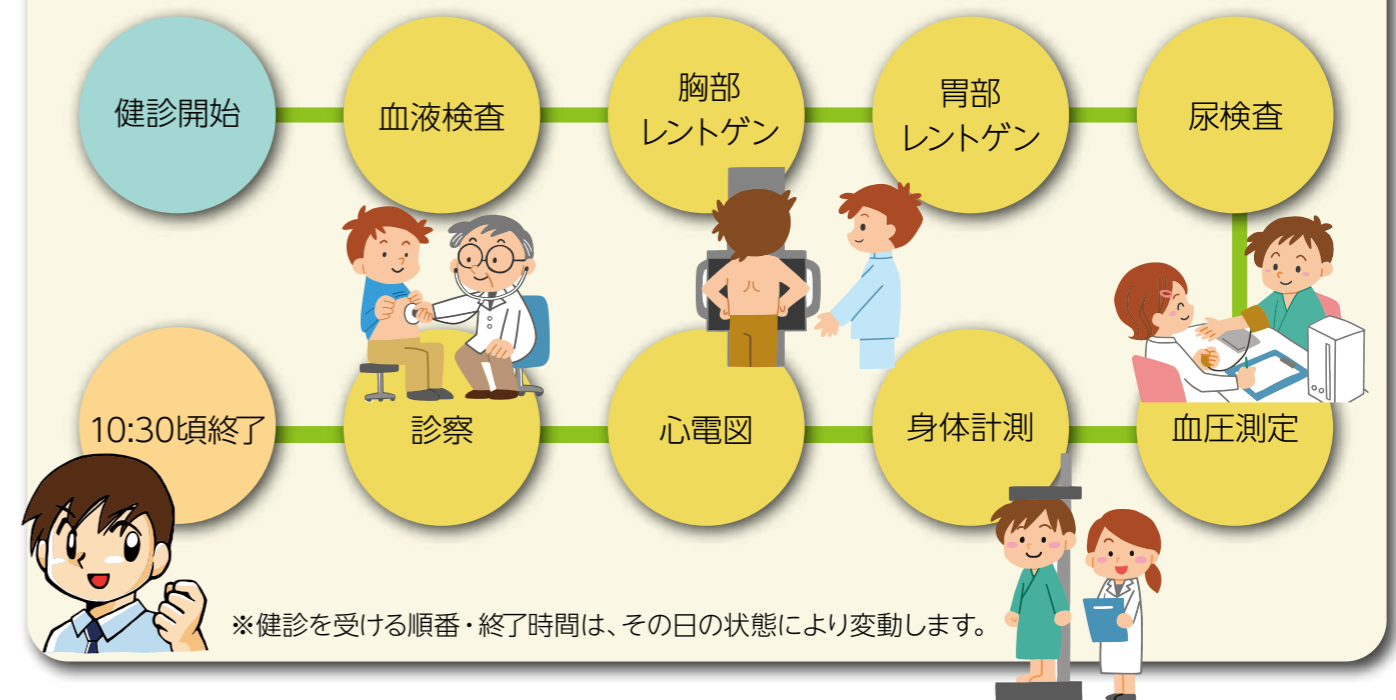 健診開始
血液検査
胸部
レントゲン
胃部
レントゲン
尿検査
血圧測定
身体計測
心電図
診察
10:30頃終了
※健診を受ける順番・終了時間は、その日の状態により変動します。